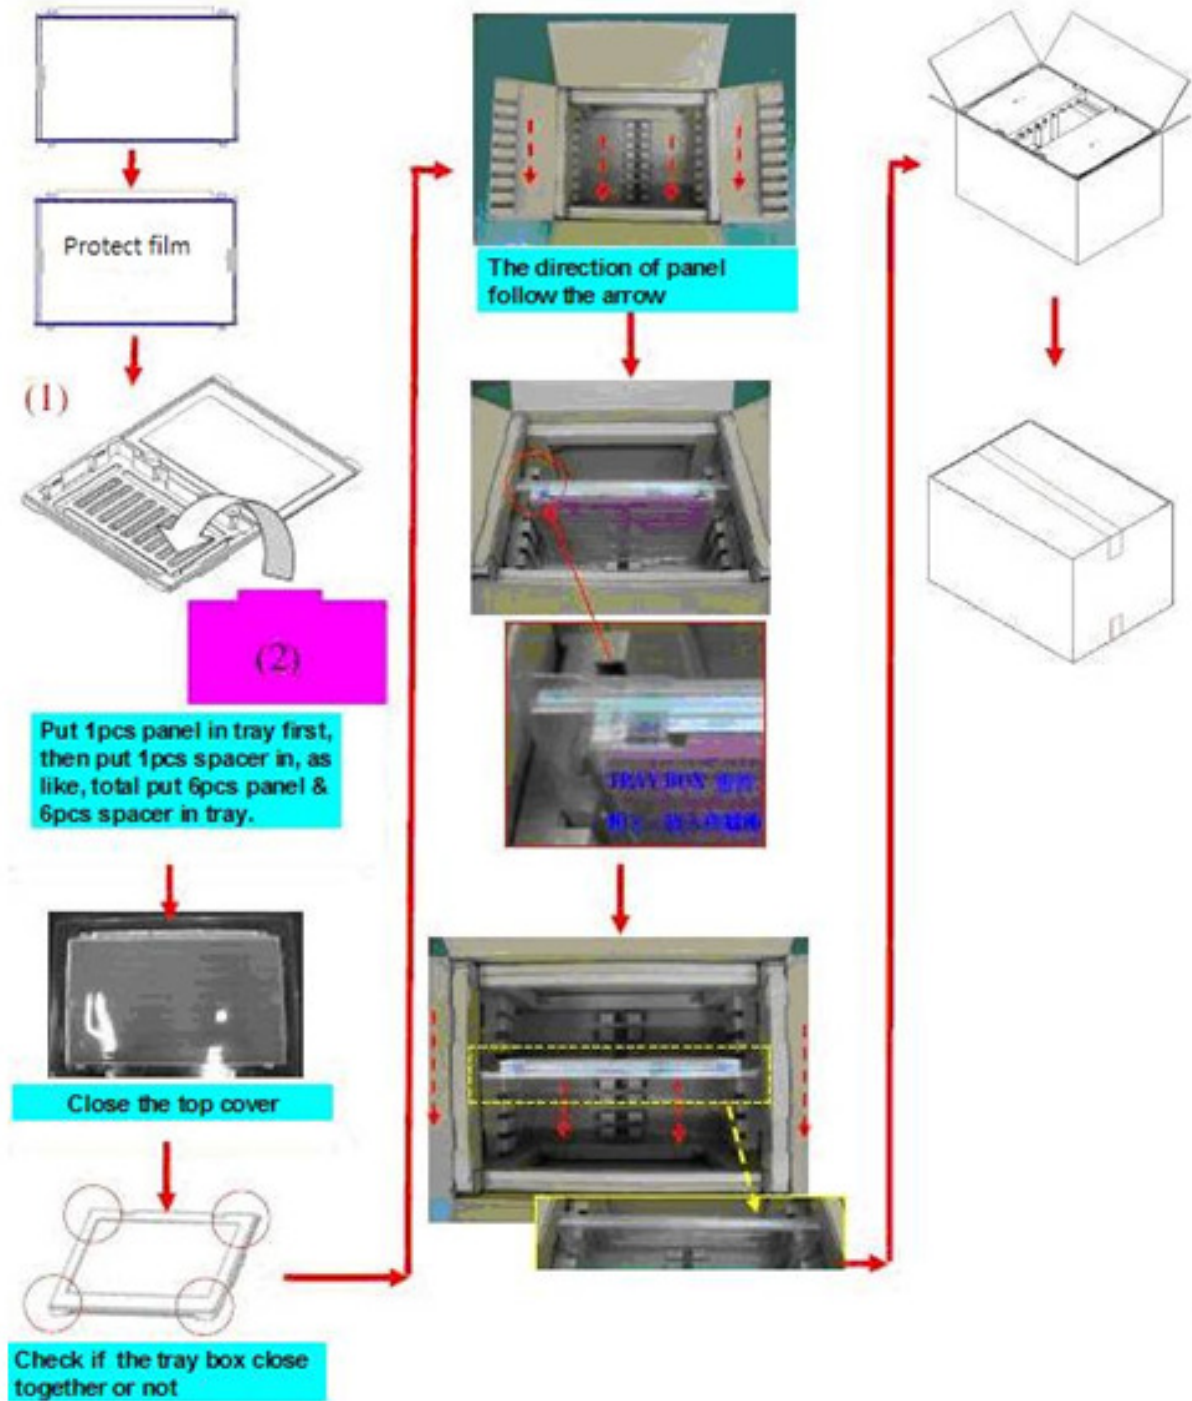 Protect film
(1)
(2)
Put 1pcs panel in tray first,
then put 1pcs spacer in, as
like, total put 6pcs panel &
6pcs spacer in tray.
Close the top cover
Check if the tray box close
together or not
The direction of panel
follow the arrow
TRAY BOX